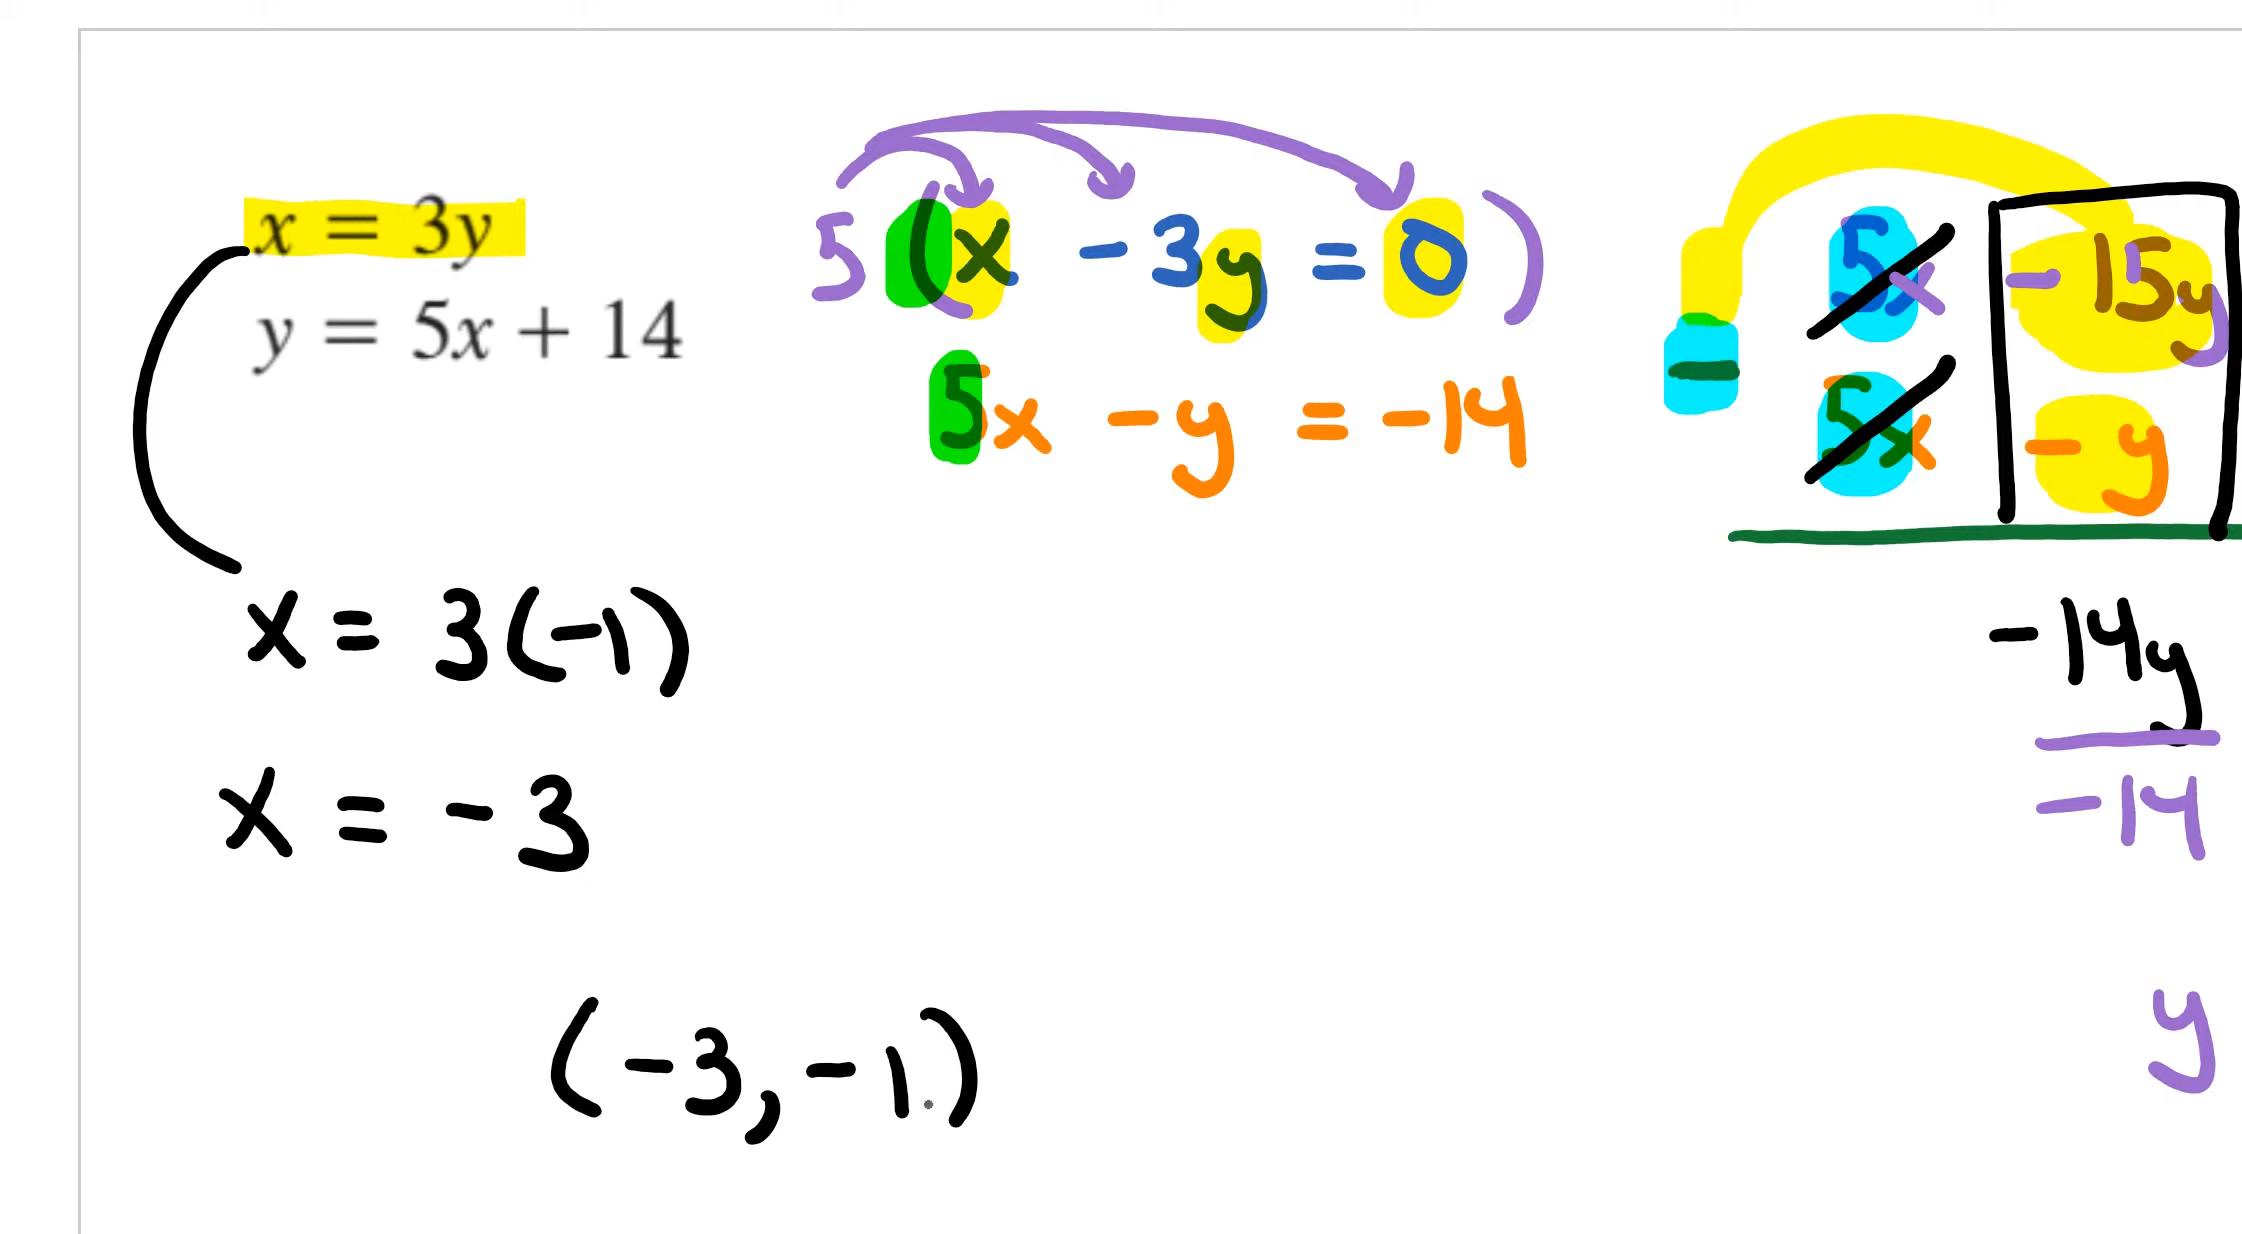 x = 3y
y = 5x + 14
5 (x - 3y = 0)
5x - y = -14
- 5x - 15y
5x - y
-14y
-14
y
x = 3(-1)
x = -3
(-3, -1)